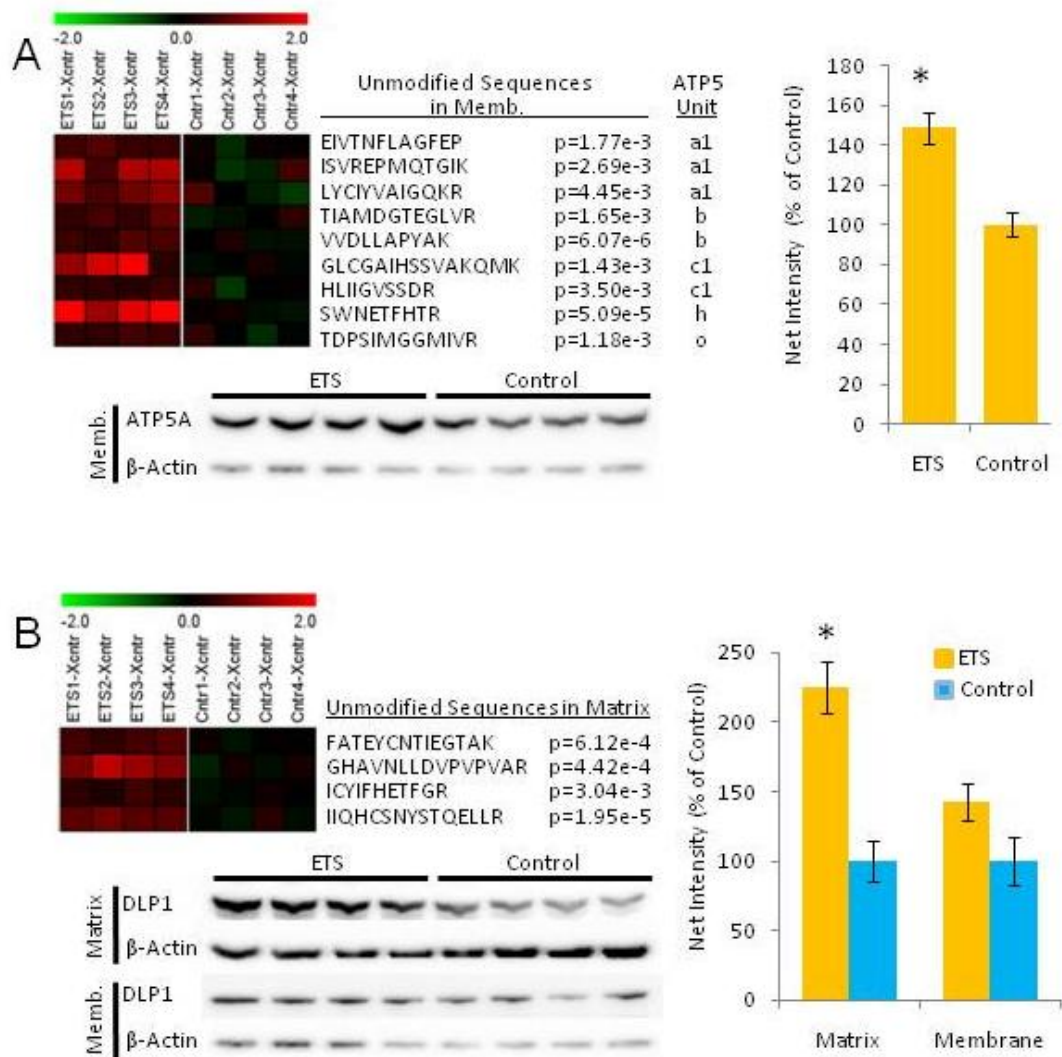 A
-2.0 0.0 2.0
ETS1-Xcntr
ETS2-Xcntr
ETS3-Xcntr
ETS4-Xcntr
Cntr1-Xcntr
Cntr2-Xcntr
Cntr3-Xcntr
Cntr4-Xcntr
Unmodified Sequences in Memb.
ATP5 Unit
EIVTNFLAGFEP p=1.77e-3 a1
ISVREPMQTGIK p=2.69e-3 a1
LYCIYVAIGQKR p=4.45e-3 a1
TIAMDGTEGLVR p=1.65e-3 b
VVDLLAPYAK p=6.07e-6 b
GLCGAIHSSVAKQMK p=1.43e-3 c1
HLIIGVSSDR p=3.50e-3 c1
SWNETFHTR p=5.09e-5 h
TDPSIMGGMIVR p=1.18e-3 o
ETS Control
Memb.
ATP5A
β-Actin
Net Intensity (% of Control)
180
160
140
120
100
80
60
40
20
0
*
ETS Control
B
-2.0 0.0 2.0
ETS1-Xcntr
ETS2-Xcntr
ETS3-Xcntr
ETS4-Xcntr
Cntr1-Xcntr
Cntr2-Xcntr
Cntr3-Xcntr
Cntr4-Xcntr
Unmodified Sequences in Matrix
FATEYCNTIEGTAK p=6.12e-4
GHAVNLLDVPVPVAR p=4.42e-4
ICYIFHETFGR p=3.04e-3
IIQHCSNYSTQELLR p=1.95e-5
ETS Control
Matrix
DLP1
β-Actin
Memb.
DLP1
β-Actin
Net Intensity (% of Control)
250
200
150
100
50
0
*
ETS
Control
Matrix Membrane